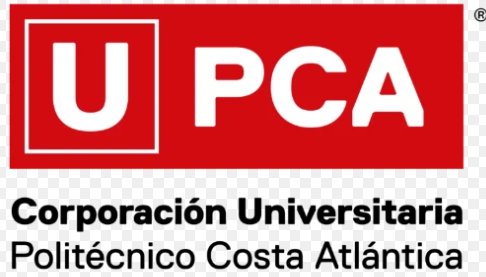 U PCA ®
Corporación Universitaria
Politécnico Costa Atlántica